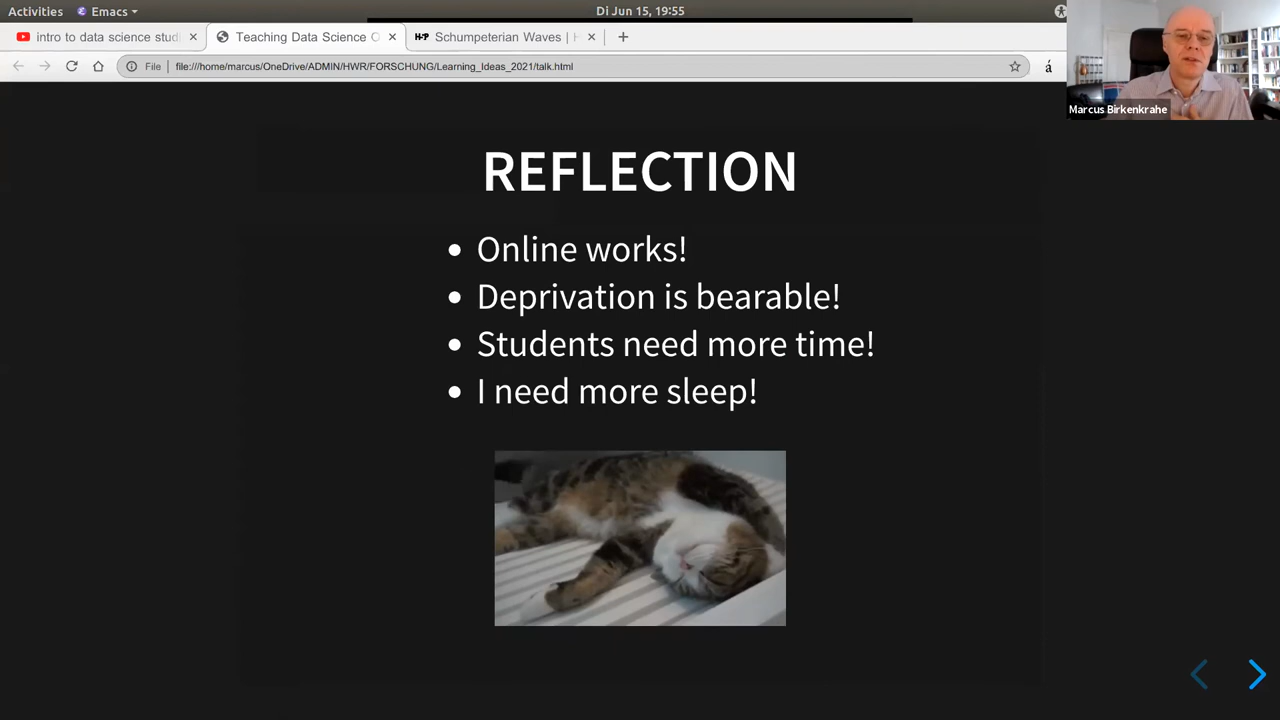 Activities Emacs Di Jun 15, 19:55
intro to data science stud Teaching Data Science O Schumpeterian Waves | H
File file:///home/marcus/OneDrive/ADMIN/HWR/FORSCHUNG/Learning_Ideas_2021/talk.html á
Marcus Birkenkrahe
REFLECTION
• Online works!
• Deprivation is bearable!
• Students need more time!
• I need more sleep!